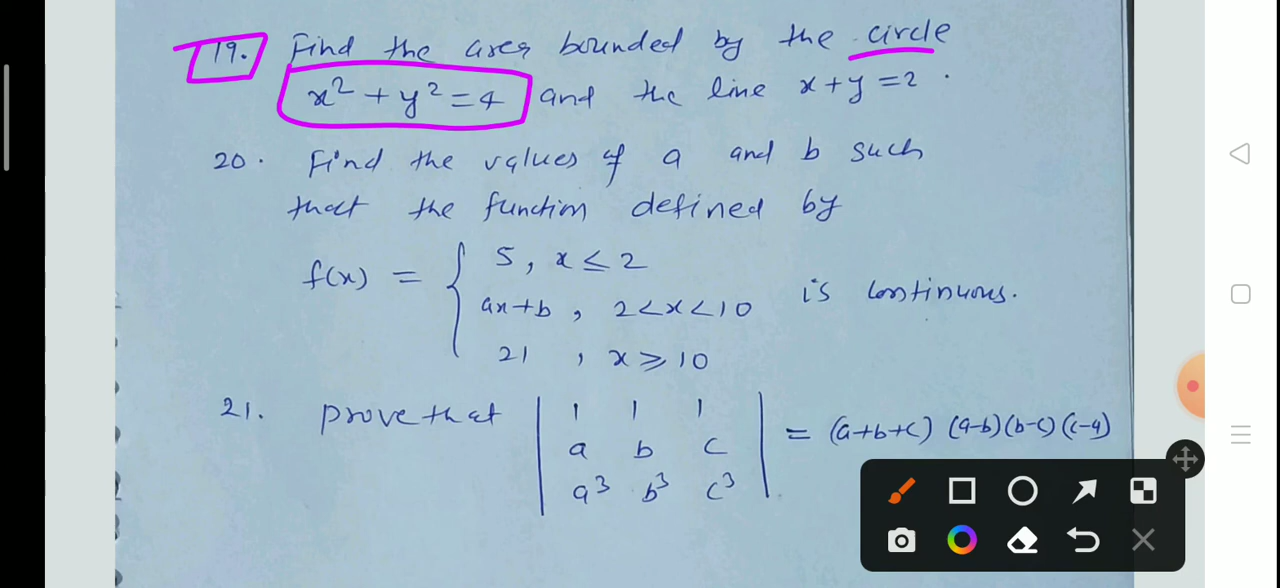 19. Find the area bounded by the circle
x² + y² = 4 and the line x + y = 2 .
20. Find the values of a and b such
that the function defined by
f(x) = { 5, x ≤ 2
ax+b , 2<x<10 is continuous.
21 , x ≥ 10
21. prove that | 1 1 1 |
a b c = (a+b+c) (a-b)(b-c)(c-a)
a³ b³ c³